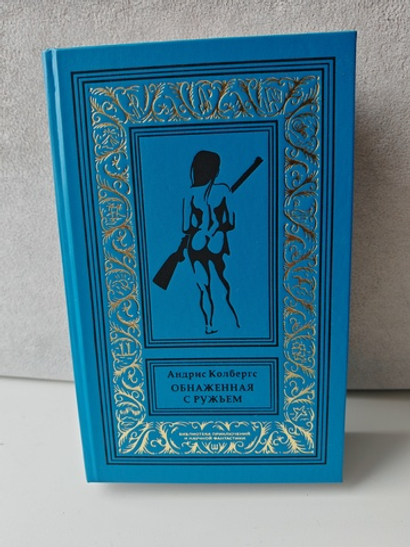 Андрис Колбергс
ОБНАЖЕННАЯ
С РУЖЬЕМ
БИБЛИОТЕКА ПРИКЛЮЧЕНИЙ
И НАУЧНОЙ ФАНТАСТИКИ